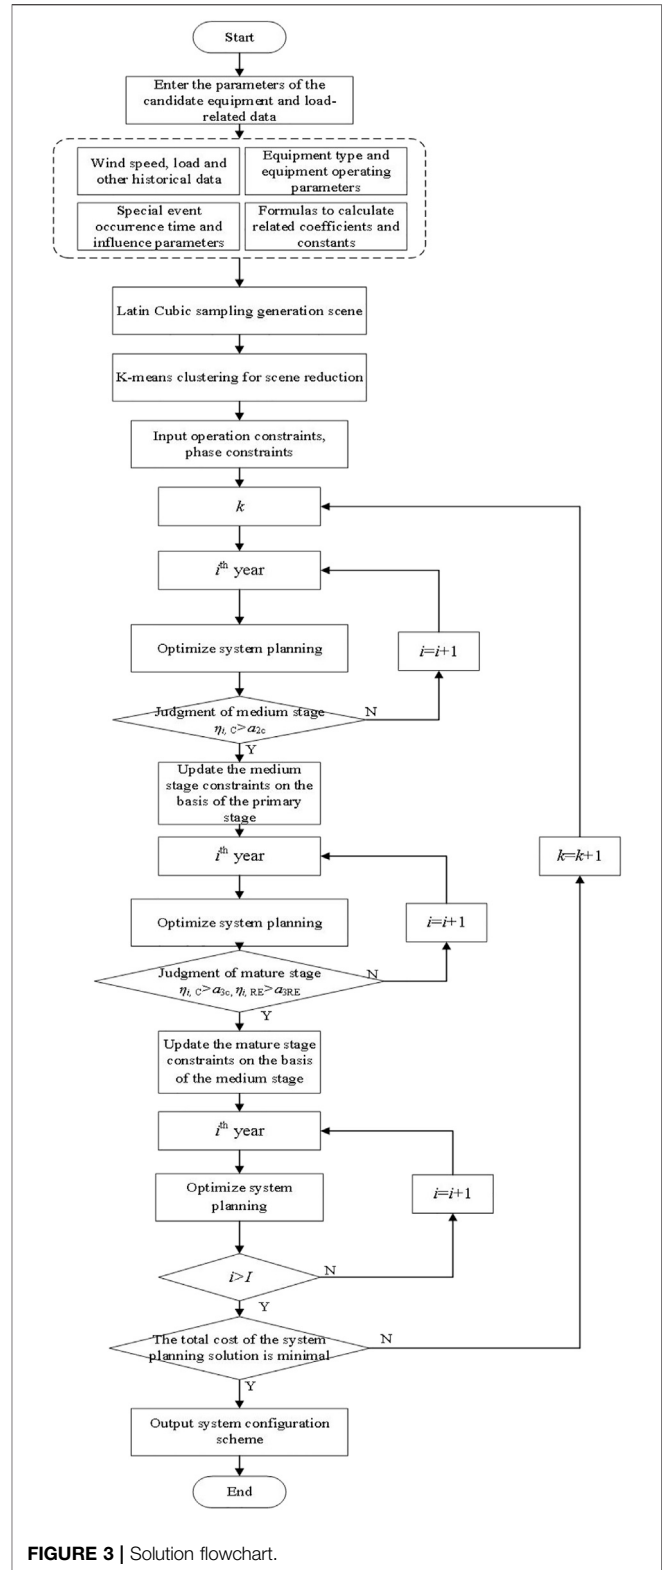 Start
Enter the parameters of the
candidate equipment and load-
related data
Wind speed, load and
other historical data
Equipment type and
equipment operating
parameters
Special event
occurrence time and
influence parameters
Formulas to calculate
related coefficients and
constants
Latin Cubic sampling generation scene
K-means clustering for scene reduction
Input operation constraints,
phase constraints
k
iᵗʰ year
Optimize system planning
i=i+1
Judgment of medium stage
ηₜ, C>a₂c
N
Y
Update the medium
stage constraints on the
basis of the primary
stage
iᵗʰ year
k=k+1
Optimize system planning
i=i+1
Judgment of mature stage
ηₜ, C>a₃c, ηₜ, RE>a₃RE
N
Y
Update the mature stage
constraints on the basis
of the medium stage
iᵗʰ year
Optimize system
planning
i=i+1
i>I
N
Y
The total cost of the system
planning solution is minimal
N
Y
Output system configuration
scheme
End
FIGURE 3 | Solution flowchart.